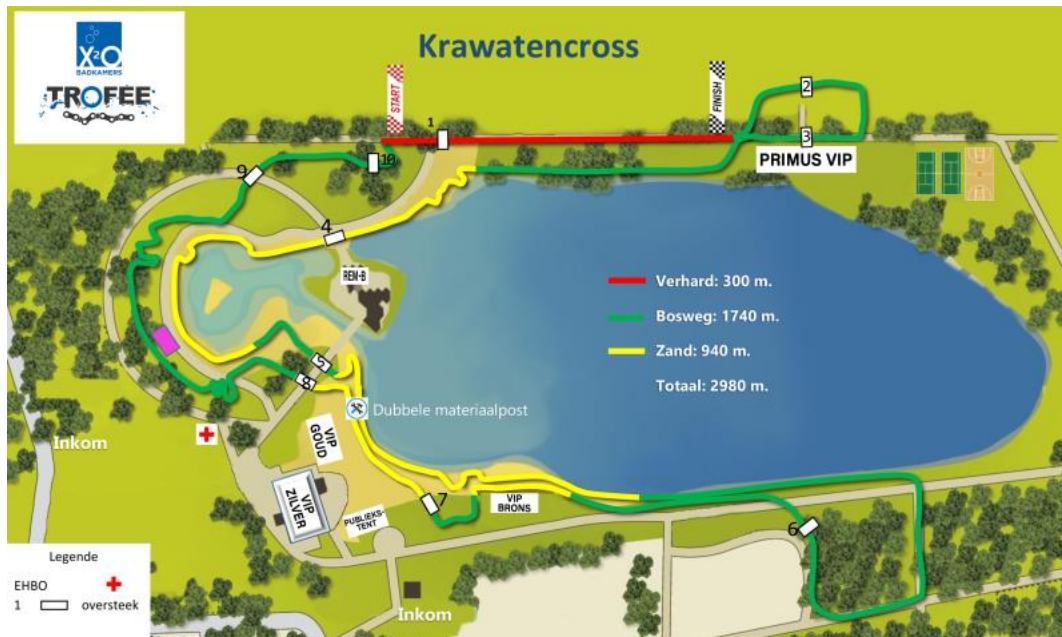 X²O
BADKAMERS
TROFÉE
Krawatencross
START
FINISH
1
2
3
PRIMUS VIP
10
9
4
REM-B
Verhard: 300 m.
Bosweg: 1740 m.
Zand: 940 m.
Totaal: 2980 m.
5
8
Dubbele materiaalpost
Inkom
VIP
GOUD
VIP
ZILVER
PUBLIEKS-
TENT
7
VIP
BRONS
6
Inkom
Legende
EHBO
1 oversteek